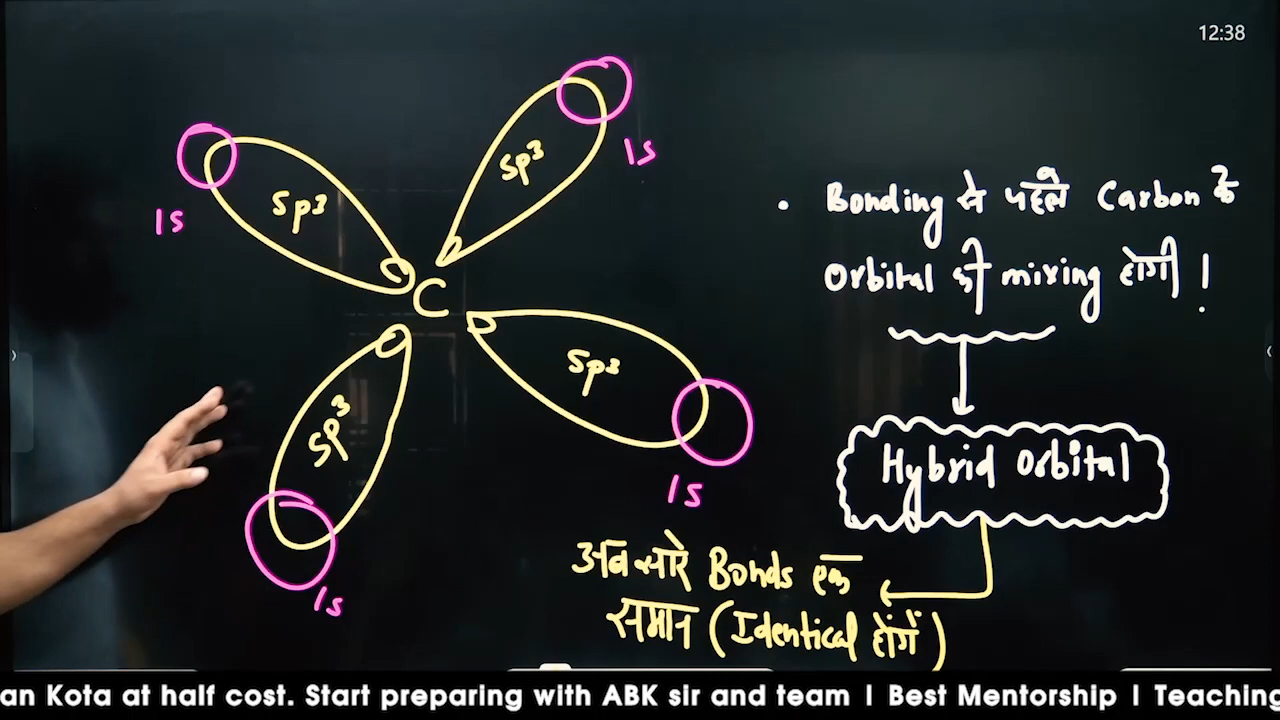 12:38
sp³
1s
sp³
1s
• Bonding से पहले Carbon के
Orbital की mixing होगी !
C
sp³
1s
sp³
1s
Hybrid Orbital
अब सारे Bonds एक
समान (Identical होंगें)
an Kota at half cost. Start preparing with ABK sir and team | Best Mentorship | Teaching